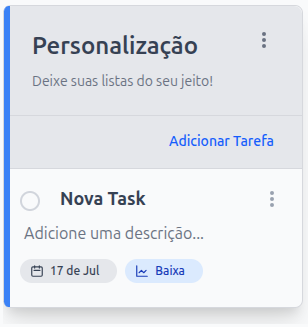 Personalização
Deixe suas listas do seu jeito!
Adicionar Tarefa
Nova Task
Adicione uma descrição...
17 de Jul
Baixa